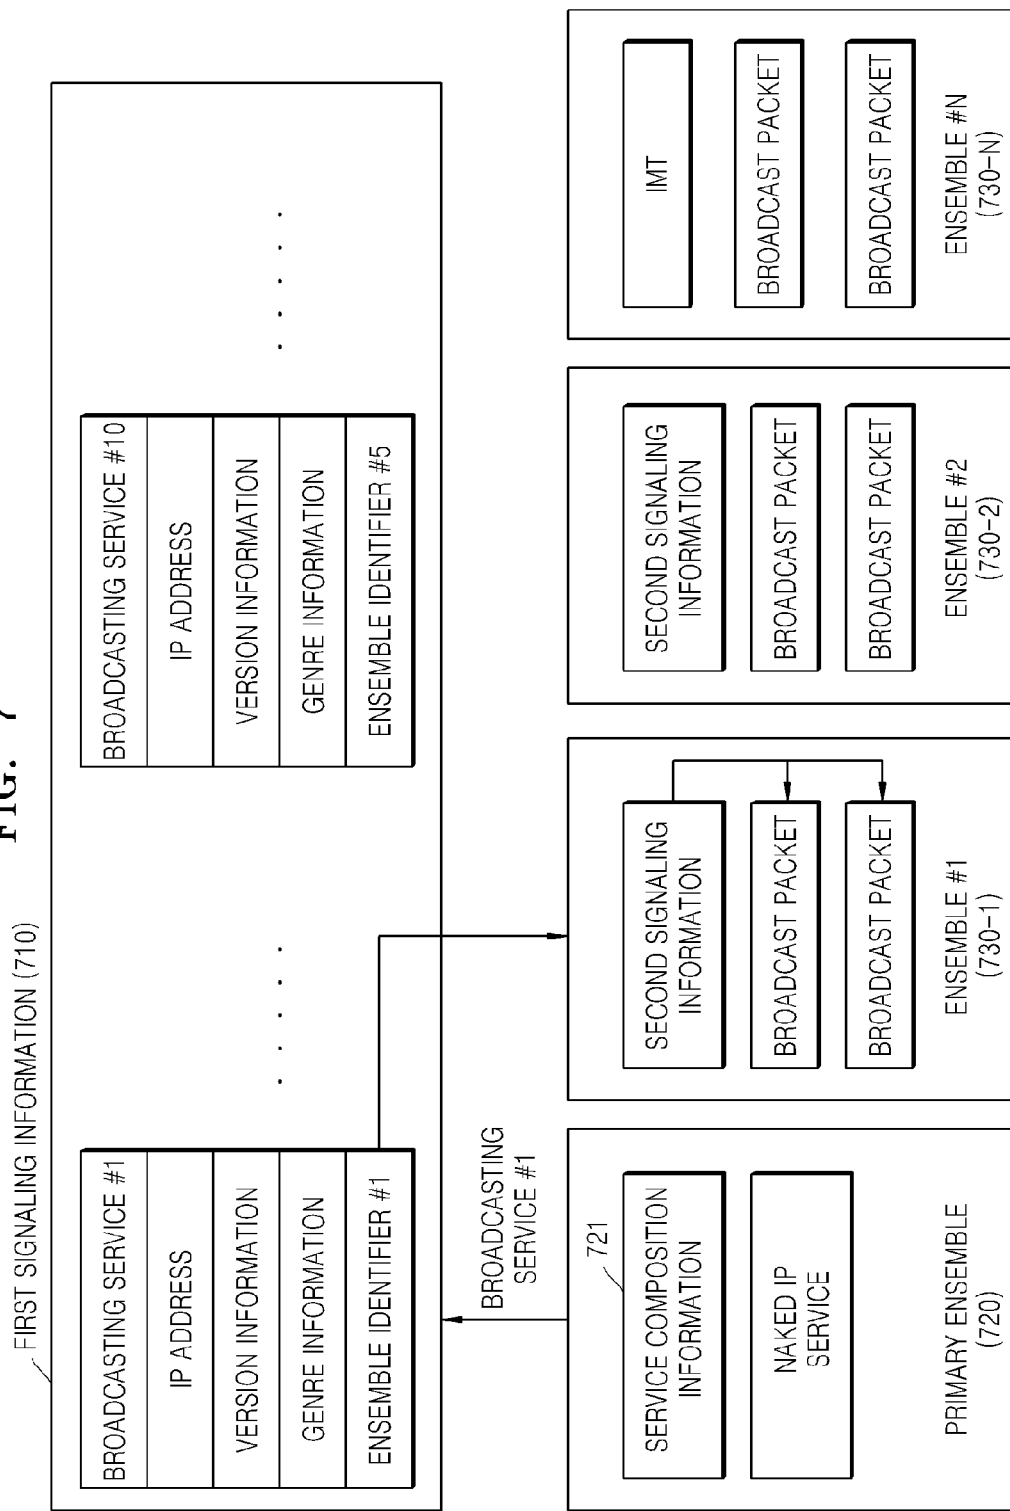 FIG. 7
FIRST SIGNALING INFORMATION (710)
BROADCASTING SERVICE #1
IP ADDRESS
VERSION INFORMATION
GENRE INFORMATION
ENSEMBLE IDENTIFIER #1
BROADCASTING SERVICE #10
IP ADDRESS
VERSION INFORMATION
GENRE INFORMATION
ENSEMBLE IDENTIFIER #5
BROADCASTING
SERVICE #1
721
SERVICE COMPOSITION
INFORMATION
NAKED IP
SERVICE
PRIMARY ENSEMBLE
(720)
SECOND SIGNALING
INFORMATION
BROADCAST PACKET
BROADCAST PACKET
ENSEMBLE #1
(730-1)
SECOND SIGNALING
INFORMATION
BROADCAST PACKET
BROADCAST PACKET
ENSEMBLE #2
(730-2)
IMT
BROADCAST PACKET
BROADCAST PACKET
ENSEMBLE #N
(730-N)